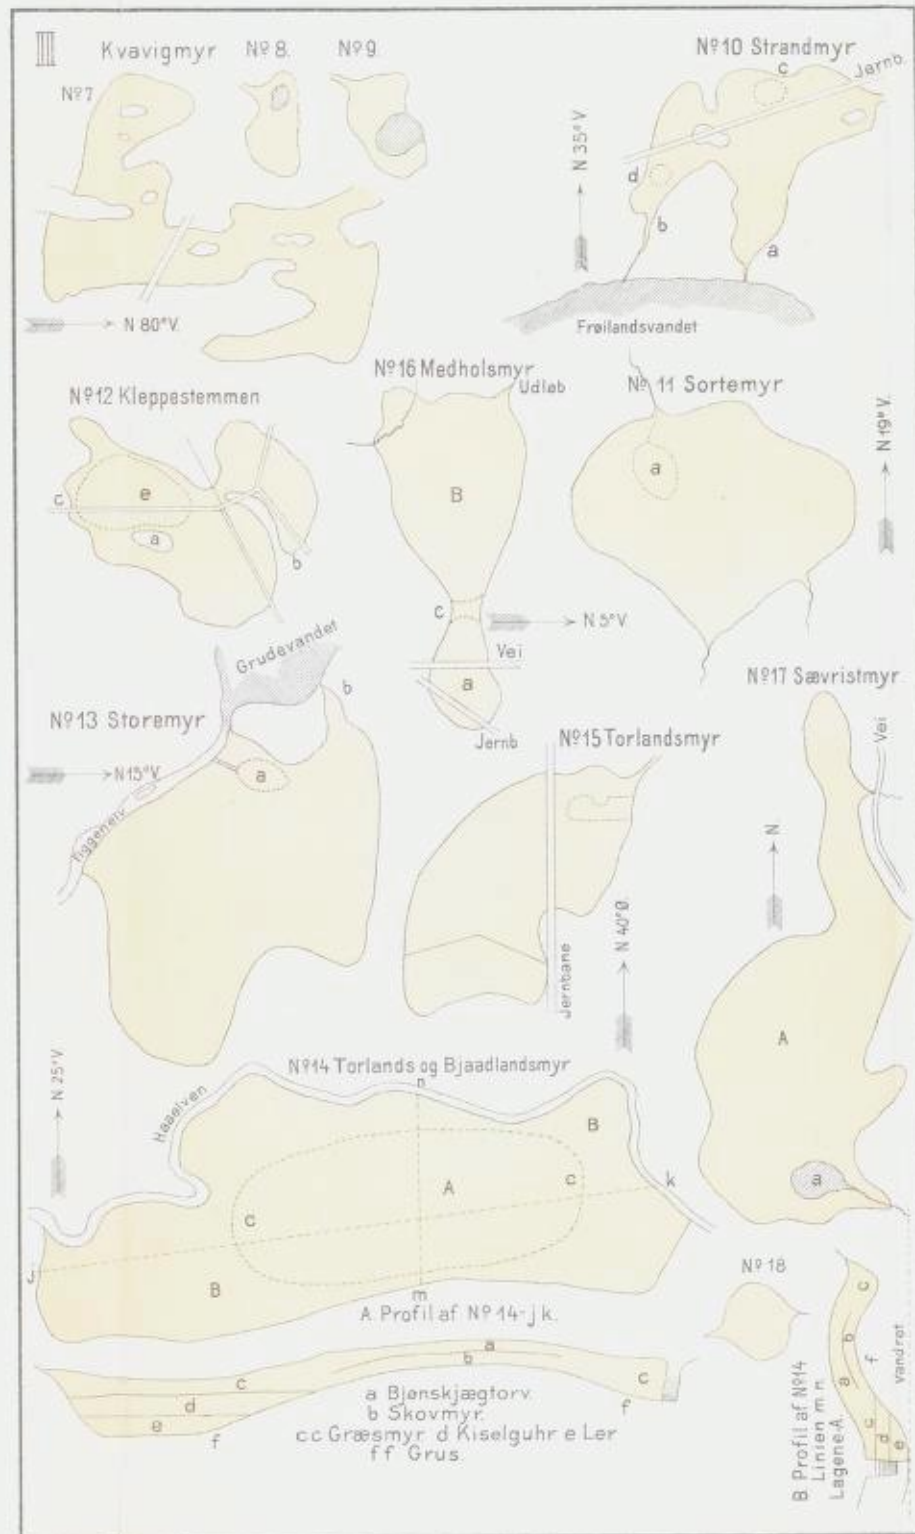 III
Kvavigmyr
Nº 7
Nº 8.
Nº 9.
N 80° V.
Nº 10 Strandmyr
Jernb.
c
d
b
a
N 35° V.
Frøilandsvandet
Nº 12 Kleppestemmen
c
e
a
b
Nº 16 Medholsmyr
Udløb
B
c
N 5° V
Vei
a
Jernb
Nº 11 Sortemyr
a
N 19° V.
Grudevandet
b
Nº 13 Storemyr
N 15° V.
a
Figgenelv
Nº 15 Torlandsmyr
Jernbane
N 40° Ø.
Nº 17 Sævristmyr
Vei
N
A
a
Nº 14 Torlands og Bjaadlandsmyr
N 25° V
Haaelven
n
B
A
c
c
k
j
B
m
A. Profil af Nº 14-j k.
a
b
c
c
d
e
f
f
a Bjønskjægtorv.
b Skovmyr.
c c Græsmyr d Kiselguhr e Ler
f f Grus.
Nº 18
c
b
f
a
c
d
e
Vandret
B Profil af Nº 14
Linien m. n.
Lagene A.